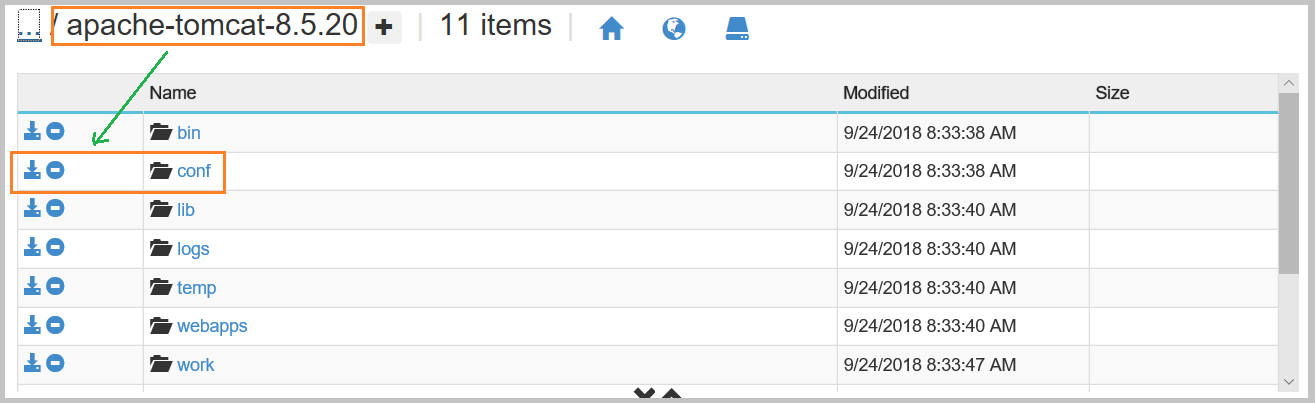 ... / apache-tomcat-8.5.20 + | 11 items |
Name Modified Size
bin 9/24/2018 8:33:38 AM
conf 9/24/2018 8:33:38 AM
lib 9/24/2018 8:33:40 AM
logs 9/24/2018 8:33:40 AM
temp 9/24/2018 8:33:40 AM
webapps 9/24/2018 8:33:40 AM
work 9/24/2018 8:33:47 AM